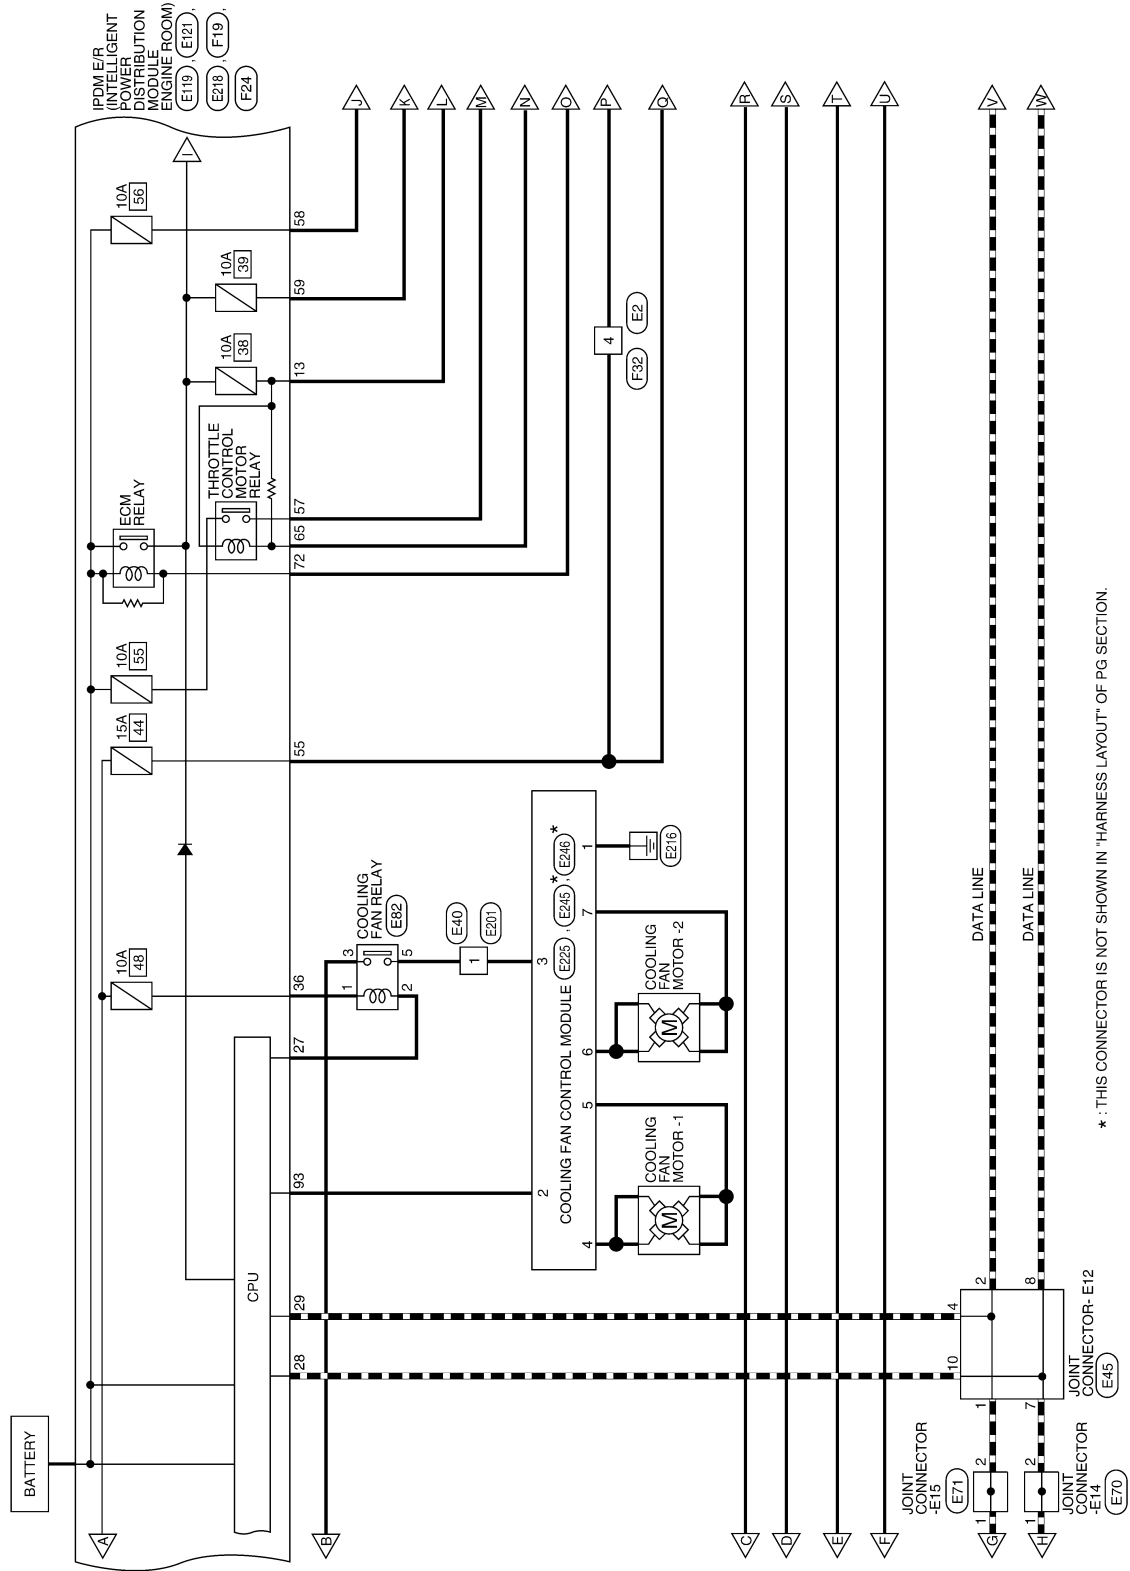 BATTERY
IPDM E/R
(INTELLIGENT
POWER
DISTRIBUTION
MODULE
ENGINE ROOM)
E119 , E121 ,
E218 , F19 ,
F24
A
I
10A
48
15A
44
10A
55
ECM
RELAY
THROTTLE
CONTROL
MOTOR
RELAY
10A
38
10A
39
10A
56
CPU
28
29
93
27
36
55
72
65
57
13
59
58
B
J
K
L
M
N
O
P
Q
COOLING
FAN RELAY
E82
1
3
2
5
E40
1
E201
4
F32
E2
2
3
COOLING FAN CONTROL MODULE
E225 , E245 * , E246 *
4
5
6
7
1
E216
COOLING
FAN
MOTOR -1
M
COOLING
FAN
MOTOR -2
M
C
R
D
S
E
T
F
U
JOINT
CONNECTOR
-E15
E71
G
1
2
1
4
2
DATA LINE
V
H
1
2
7
10
8
DATA LINE
W
JOINT
CONNECTOR
-E14
E70
JOINT
CONNECTOR- E12
E45
* : THIS CONNECTOR IS NOT SHOWN IN "HARNESS LAYOUT" OF PG SECTION.